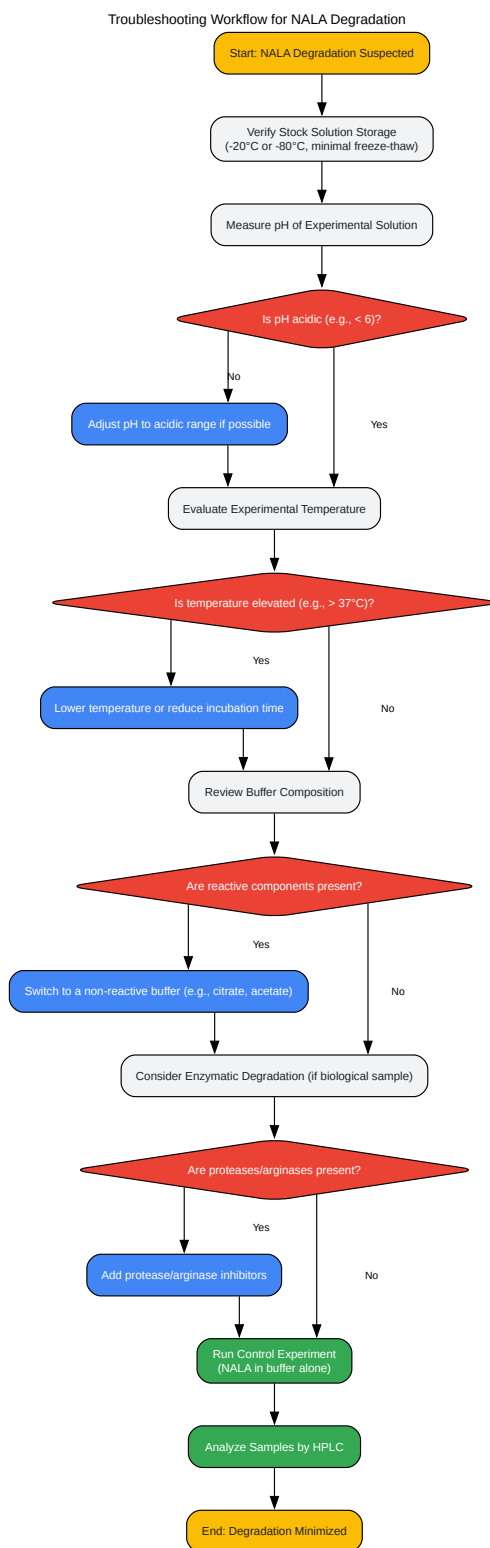 Troubleshooting Workflow for NALA Degradation
Start: NALA Degradation Suspected
Verify Stock Solution Storage
(-20°C or -80°C, minimal freeze-thaw)
Measure pH of Experimental Solution
Is pH acidic (e.g., < 6)?
No
Adjust pH to acidic range if possible
Yes
Evaluate Experimental Temperature
Is temperature elevated (e.g., > 37°C)?
Yes
Lower temperature or reduce incubation time
No
Review Buffer Composition
Are reactive components present?
Yes
Switch to a non-reactive buffer (e.g., citrate, acetate)
No
Consider Enzymatic Degradation (if biological sample)
Are proteases/arginases present?
Yes
Add protease/arginase inhibitors
No
Run Control Experiment
(NALA in buffer alone)
Analyze Samples by HPLC
End: Degradation Minimized